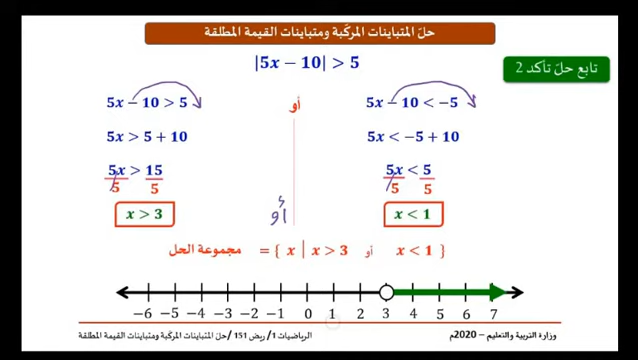 حلّ المتباينات المركّبة ومتباينات القيمة المطلقة
تابع حلّ تأكد 2
|5x − 10| > 5
5x − 10 > 5 أو 5x − 10 < −5
5x > 5 + 10 5x < −5 + 10
5x > 15 5x < 5
5 5 5 5
x > 3 أو x < 1
مجموعة الحل = { x | x > 3 أو x < 1 }
−6 −5 −4 −3 −2 −1 0 1 2 3 4 5 6 7
وزارة التربية والتعليم – 2020م
الرياضيات 1/ ريض 151 /حلّ المتباينات المركّبة ومتباينات القيمة المطلقة